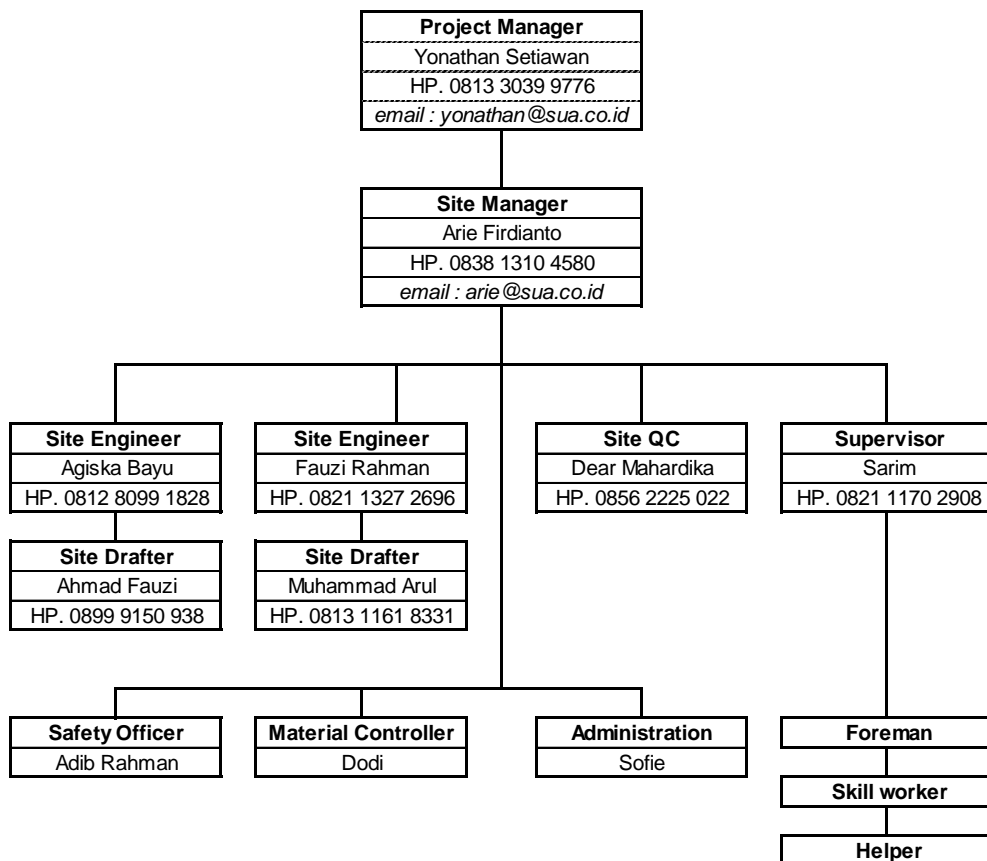 Project Manager
Yonathan Setiawan
HP. 0813 3039 9776
email : yonathan@sua.co.id
Site Manager
Arie Firdianto
HP. 0838 1310 4580
email : arie@sua.co.id
Site Engineer
Agiska Bayu
HP. 0812 8099 1828
Site Engineer
Fauzi Rahman
HP. 0821 1327 2696
Site QC
Dear Mahardika
HP. 0856 2225 022
Supervisor
Sarim
HP. 0821 1170 2908
Site Drafter
Ahmad Fauzi
HP. 0899 9150 938
Site Drafter
Muhammad Arul
HP. 0813 1161 8331
Safety Officer
Adib Rahman
Material Controller
Dodi
Administration
Sofie
Foreman
Skill worker
Helper